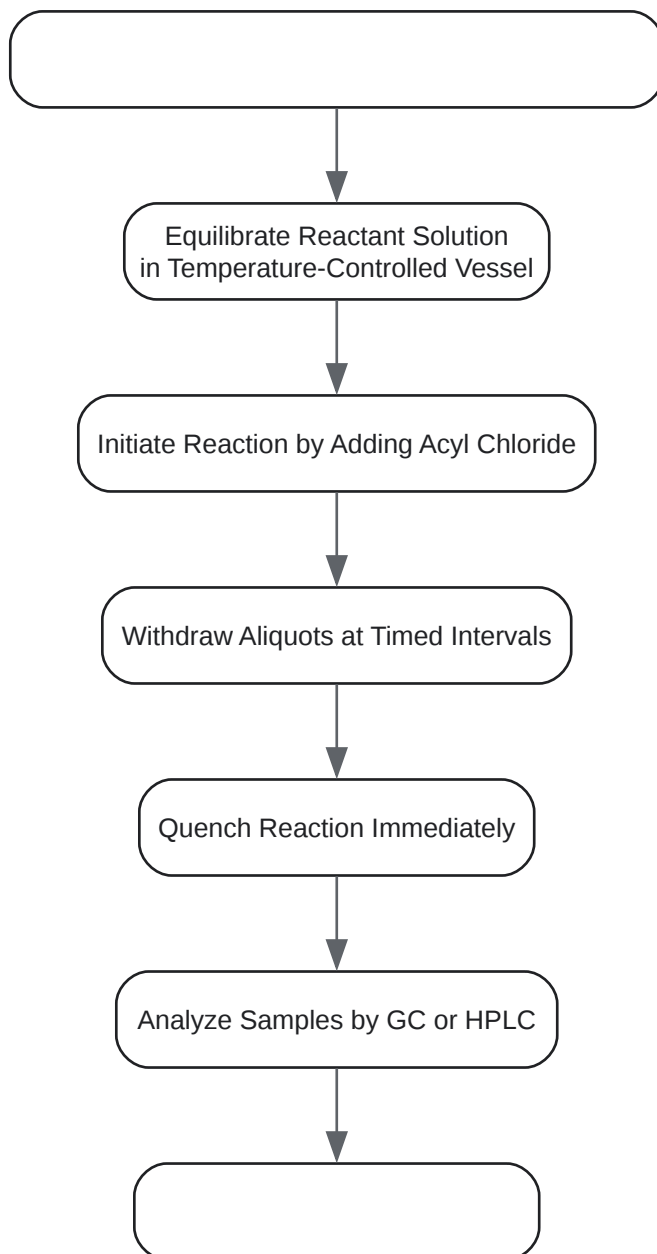 Equilibrate Reactant Solution
in Temperature-Controlled Vessel
Initiate Reaction by Adding Acyl Chloride
Withdraw Aliquots at Timed Intervals
Quench Reaction Immediately
Analyze Samples by GC or HPLC